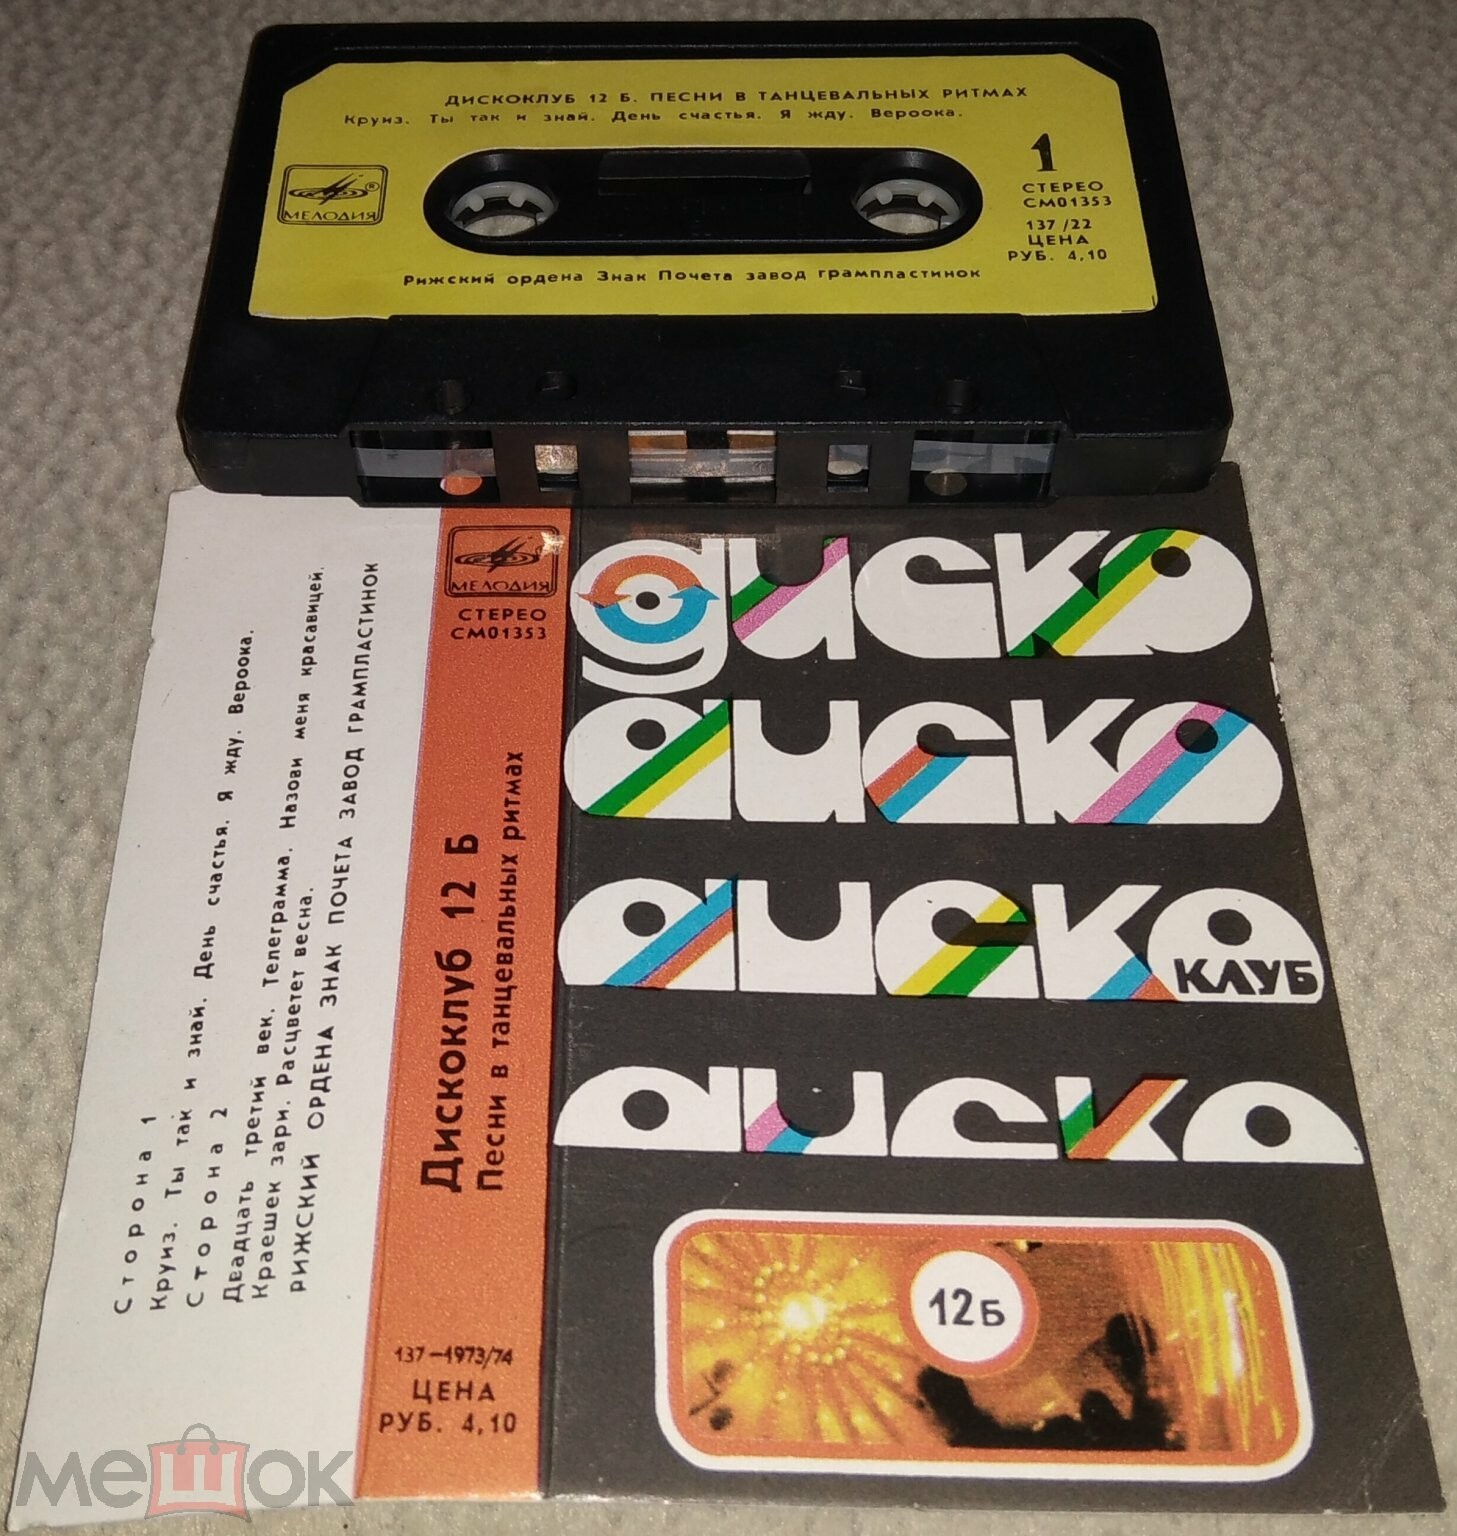 ДИСКОКЛУБ 12 Б. ПЕСНИ В ТАНЦЕВАЛЬНЫХ РИТМАХ
Круиз. Ты так и знай. День счастья. Я жду. Вероока.
МЕЛОДИЯ
®
1
СТЕРЕО
СМ01353
137/22
ЦЕНА
РУБ. 4,10
Рижский ордена Знак Почета завод грампластинок
Сторона 1
Круиз. Ты так и знай. День счастья. Я жду. Вероока.
Сторона 2
Двадцать третий век. Телеграмма. Назови меня красавицей.
Краешек зари. Расцветет весна.
РИЖСКИЙ ОРДЕНА ЗНАК ПОЧЕТА ЗАВОД ГРАМПЛАСТИНОК
МЕЛОДИЯ
СТЕРЕО
СМ01353
Дискоклуб 12 Б
Песни в танцевальных ритмах
137–1973/74
ЦЕНА
РУБ. 4,10
диско
диско
диско
КЛУБ
диско
12Б
мешок